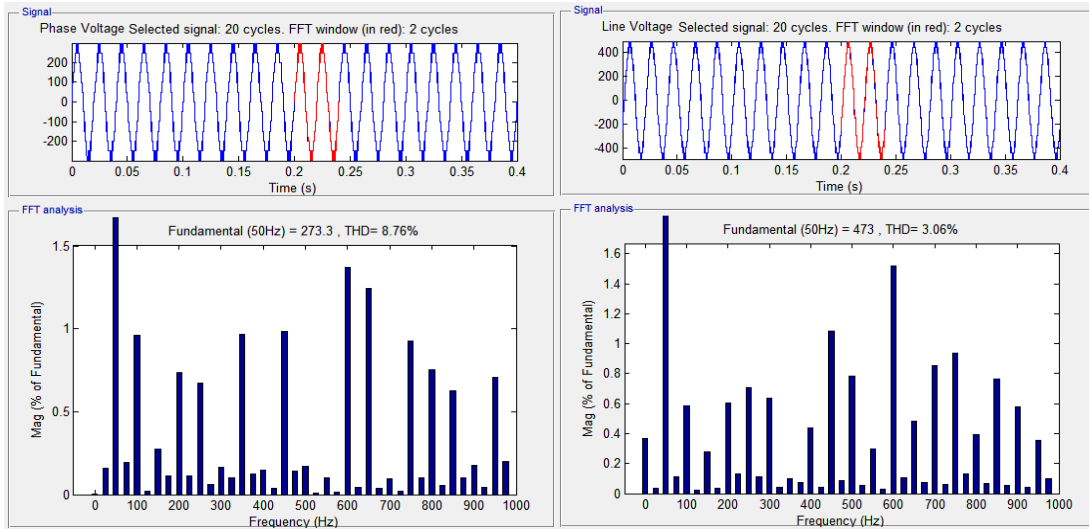 Signal
Phase Voltage Selected signal: 20 cycles. FFT window (in red): 2 cycles
200
100
0
-100
-200
0 0.05 0.1 0.15 0.2 0.25 0.3 0.35 0.4
Time (s)
FFT analysis
Fundamental (50Hz) = 273.3 , THD= 8.76%
Mag (% of Fundamental)
1.5
1
0.5
0
0 100 200 300 400 500 600 700 800 900 1000
Frequency (Hz)
Signal
Line Voltage Selected signal: 20 cycles. FFT window (in red): 2 cycles
400
200
0
-200
-400
0 0.05 0.1 0.15 0.2 0.25 0.3 0.35 0.4
Time (s)
FFT analysis
Fundamental (50Hz) = 473 , THD= 3.06%
Mag (% of Fundamental)
1.6
1.4
1.2
1
0.8
0.6
0.4
0.2
0
0 100 200 300 400 500 600 700 800 900 1000
Frequency (Hz)